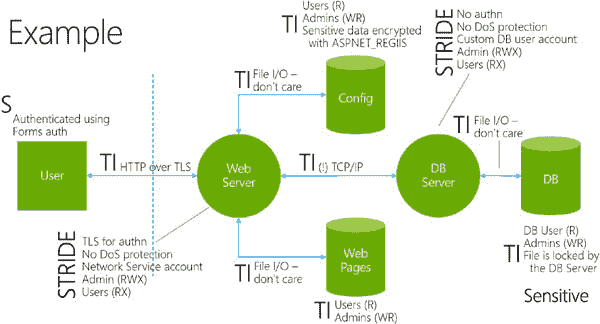 Example
Users (R)
Admins (WR)
Sensitive data encrypted
with ASPNET_REGIIS
TI
Config
TI
File I/O –
don't care
STRIDE
No authn
No DoS protection
Custom DB user account
Admin (RWX)
Users (RX)
S
Authenticated using
Forms auth
User
TI
HTTP over TLS
Web
Server
TI
(!) TCP/IP
DB
Server
TI
File I/O –
don't care
DB
DB User (R)
TI
Admins (WR)
File is locked by
the DB Server
Sensitive
STRIDE
TLS for authn
No DoS protection
Network Service account
Admin (RWX)
Users (RX)
TI
File I/O –
don't care
Web
Pages
TI
Users (R)
Admins (WR)